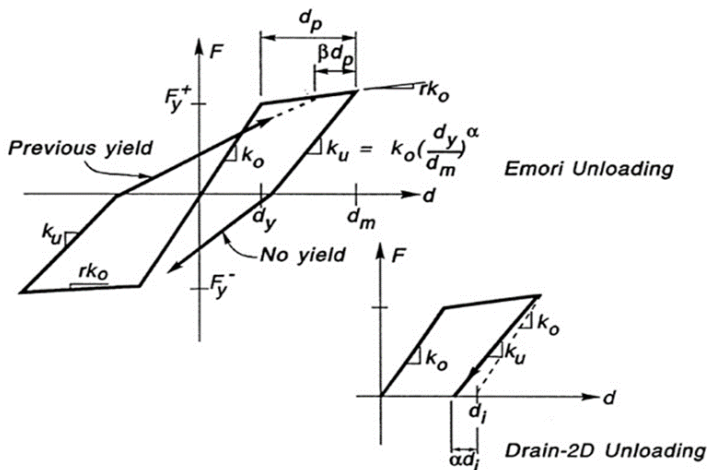 dp
F
βdp
Fy+
rko
Previous yield
ko
ku = ko(dy/dm)α
Emori Unloading
dy
dm
d
ku
No yield
rko
Fy-
F
ko
ko
ku
di
d
αdi
Drain-2D Unloading